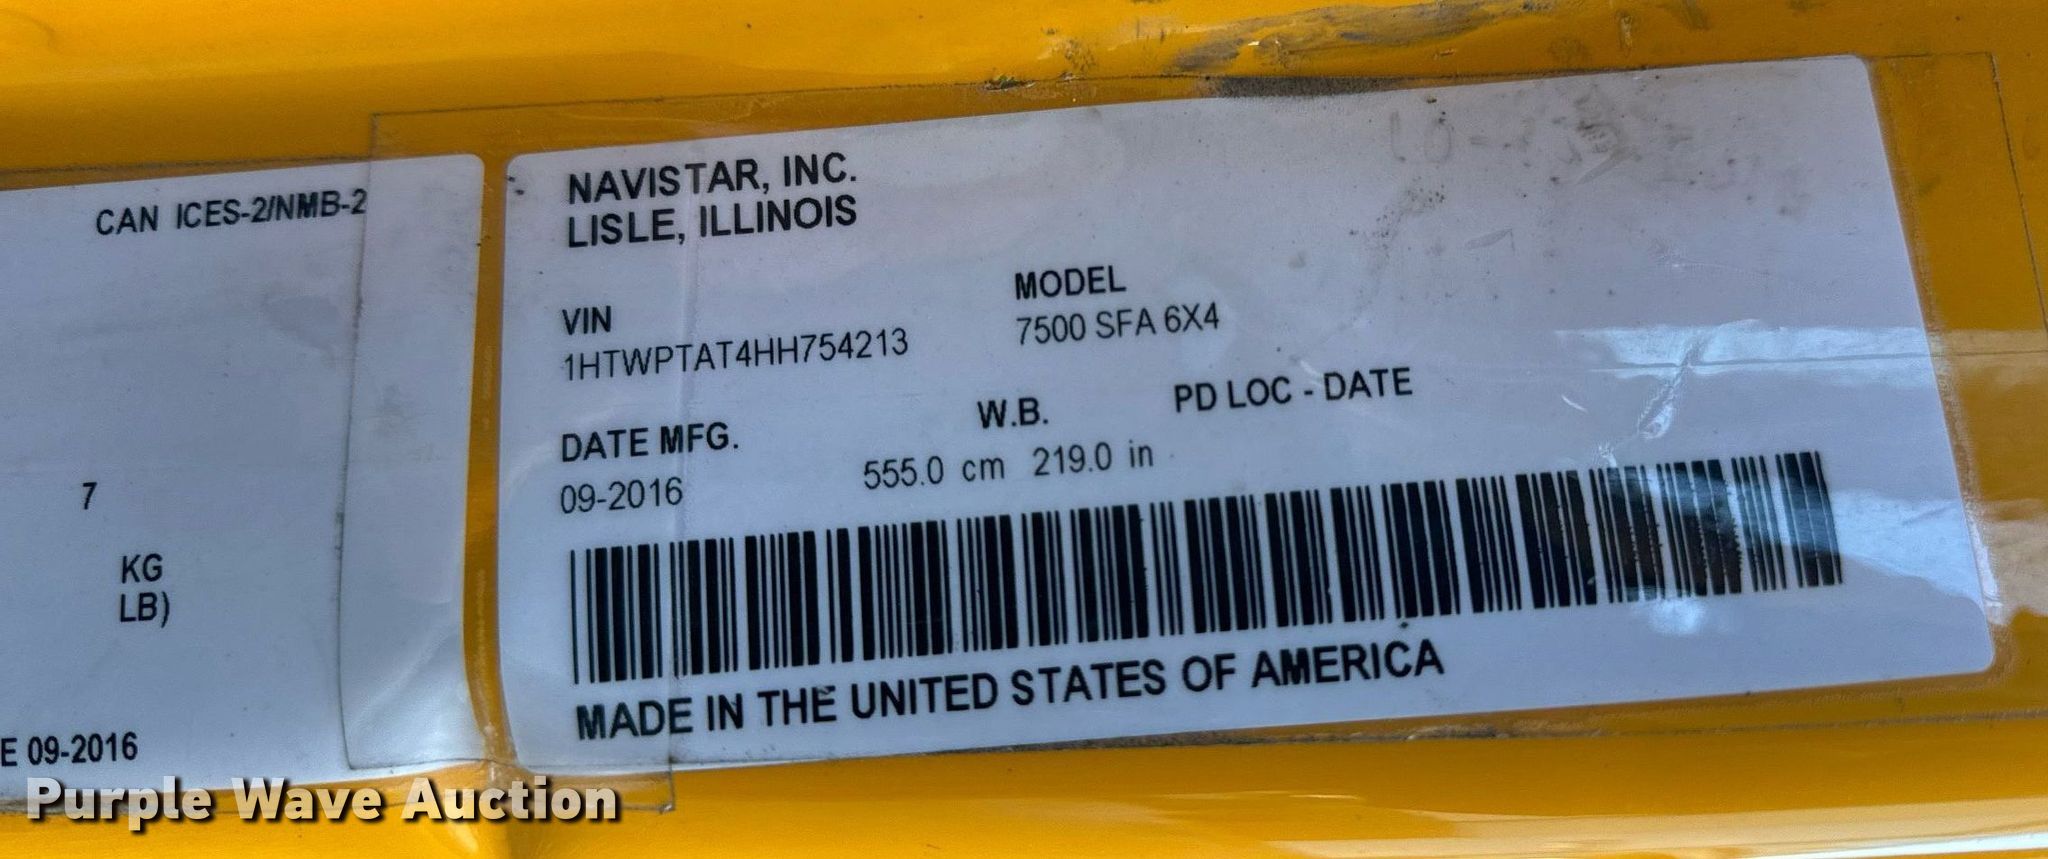 CAN ICES-2/NMB-2
7
KG
LB)
E 09-2016
NAVISTAR, INC.
LISLE, ILLINOIS
VIN
1HTWPTAT4HH754213
MODEL
7500 SFA 6X4
DATE MFG.
09-2016
W.B.
555.0 cm 219.0 in
PD LOC - DATE
MADE IN THE UNITED STATES OF AMERICA
Purple Wave Auction